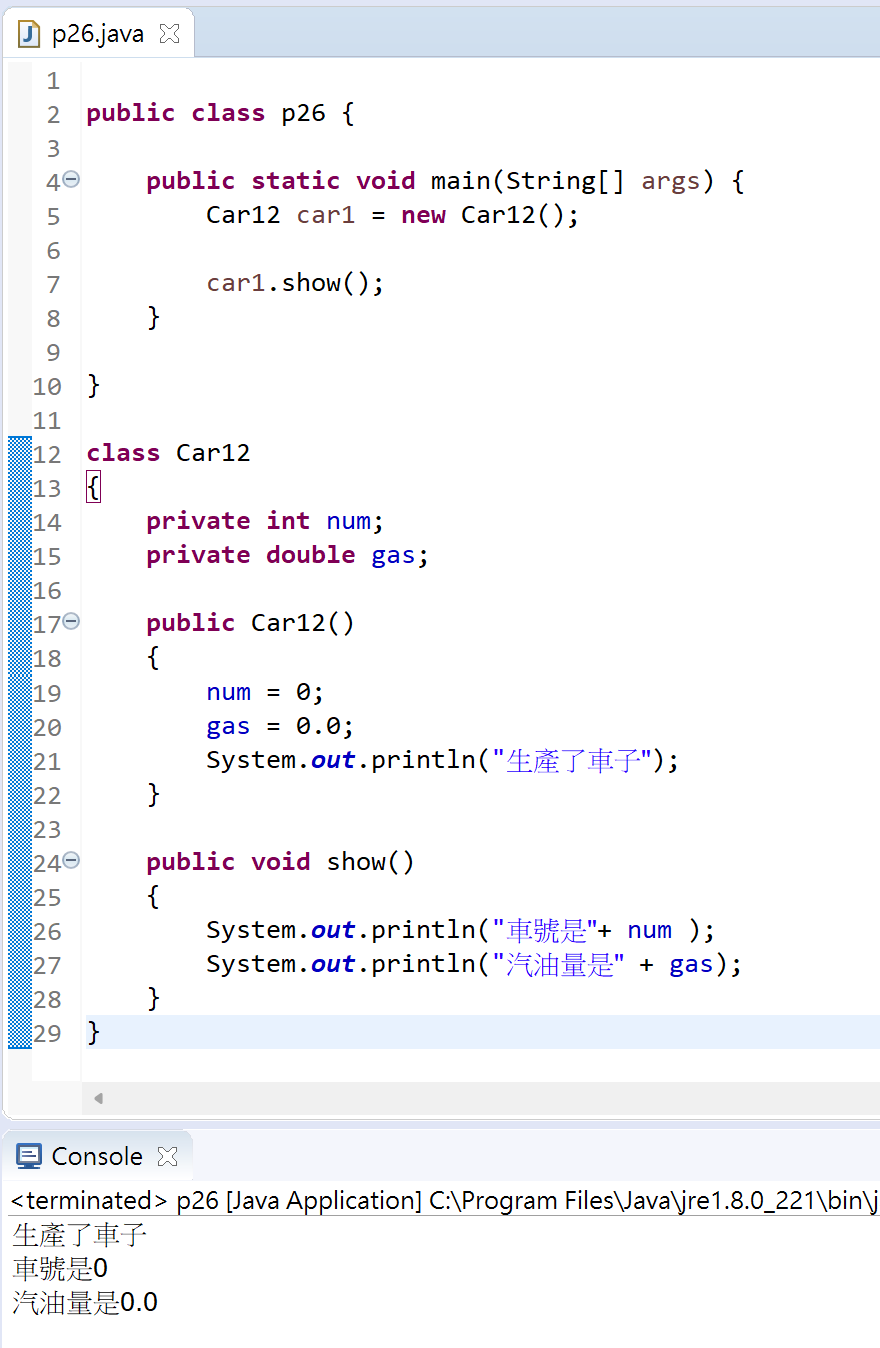 p26.java
1
2 public class p26 {
3
4 public static void main(String[] args) {
5 Car12 car1 = new Car12();
6
7 car1.show();
8 }
9
10 }
11
12 class Car12
13 {
14 private int num;
15 private double gas;
16
17 public Car12()
18 {
19 num = 0;
20 gas = 0.0;
21 System.out.println("生產了車子");
22 }
23
24 public void show()
25 {
26 System.out.println("車號是"+ num );
27 System.out.println("汽油量是" + gas);
28 }
29 }
Console
<terminated> p26 [Java Application] C:\Program Files\Java\jre1.8.0_221\bin\j
生產了車子
車號是0
汽油量是0.0